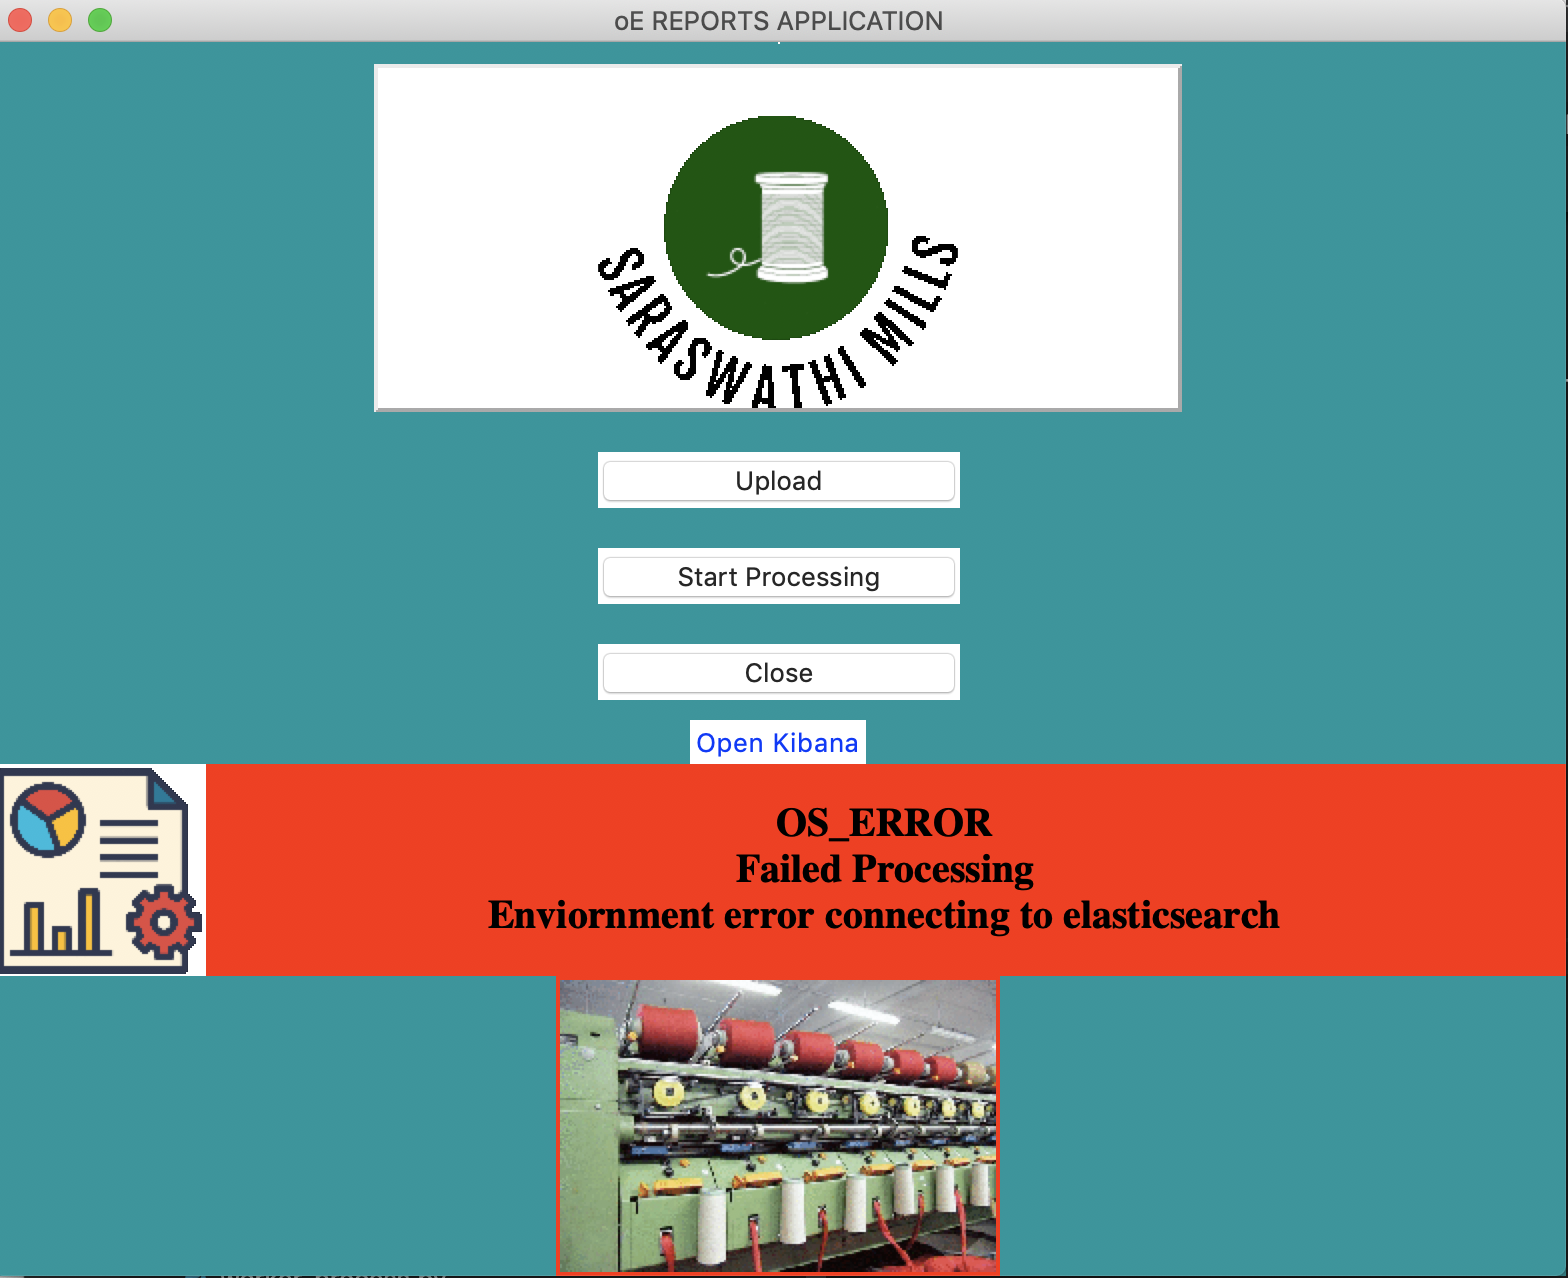 oE REPORTS APPLICATION
SARASWATHI MILLS
Upload
Start Processing
Close
Open Kibana
OS_ERROR
Failed Processing
Enviornment error connecting to elasticsearch